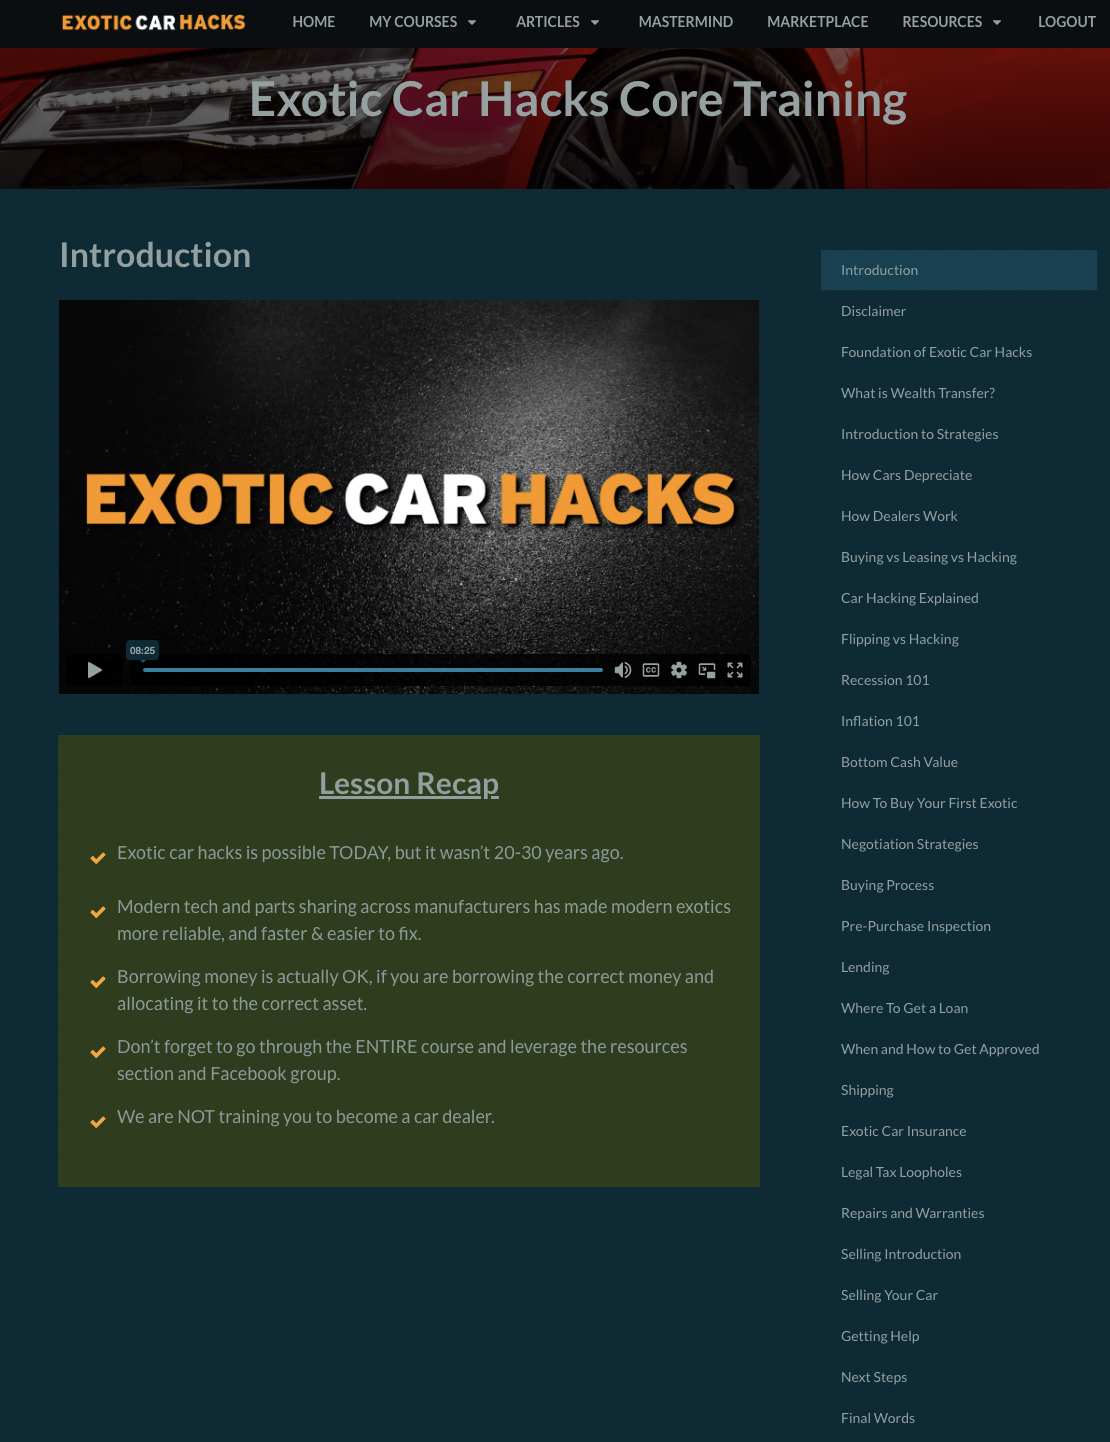 EXOTIC CAR HACKS
HOME
MY COURSES
ARTICLES
MASTERMIND
MARKETPLACE
RESOURCES
LOGOUT
Exotic Car Hacks Core Training
Introduction
EXOTIC CAR HACKS
08:25
CC
Lesson Recap
Exotic car hacks is possible TODAY, but it wasn’t 20-30 years ago.
Modern tech and parts sharing across manufacturers has made modern exotics
more reliable, and faster & easier to fix.
Borrowing money is actually OK, if you are borrowing the correct money and
allocating it to the correct asset.
Don’t forget to go through the ENTIRE course and leverage the resources
section and Facebook group.
We are NOT training you to become a car dealer.
Introduction
Disclaimer
Foundation of Exotic Car Hacks
What is Wealth Transfer?
Introduction to Strategies
How Cars Depreciate
How Dealers Work
Buying vs Leasing vs Hacking
Car Hacking Explained
Flipping vs Hacking
Recession 101
Inflation 101
Bottom Cash Value
How To Buy Your First Exotic
Negotiation Strategies
Buying Process
Pre-Purchase Inspection
Lending
Where To Get a Loan
When and How to Get Approved
Shipping
Exotic Car Insurance
Legal Tax Loopholes
Repairs and Warranties
Selling Introduction
Selling Your Car
Getting Help
Next Steps
Final Words